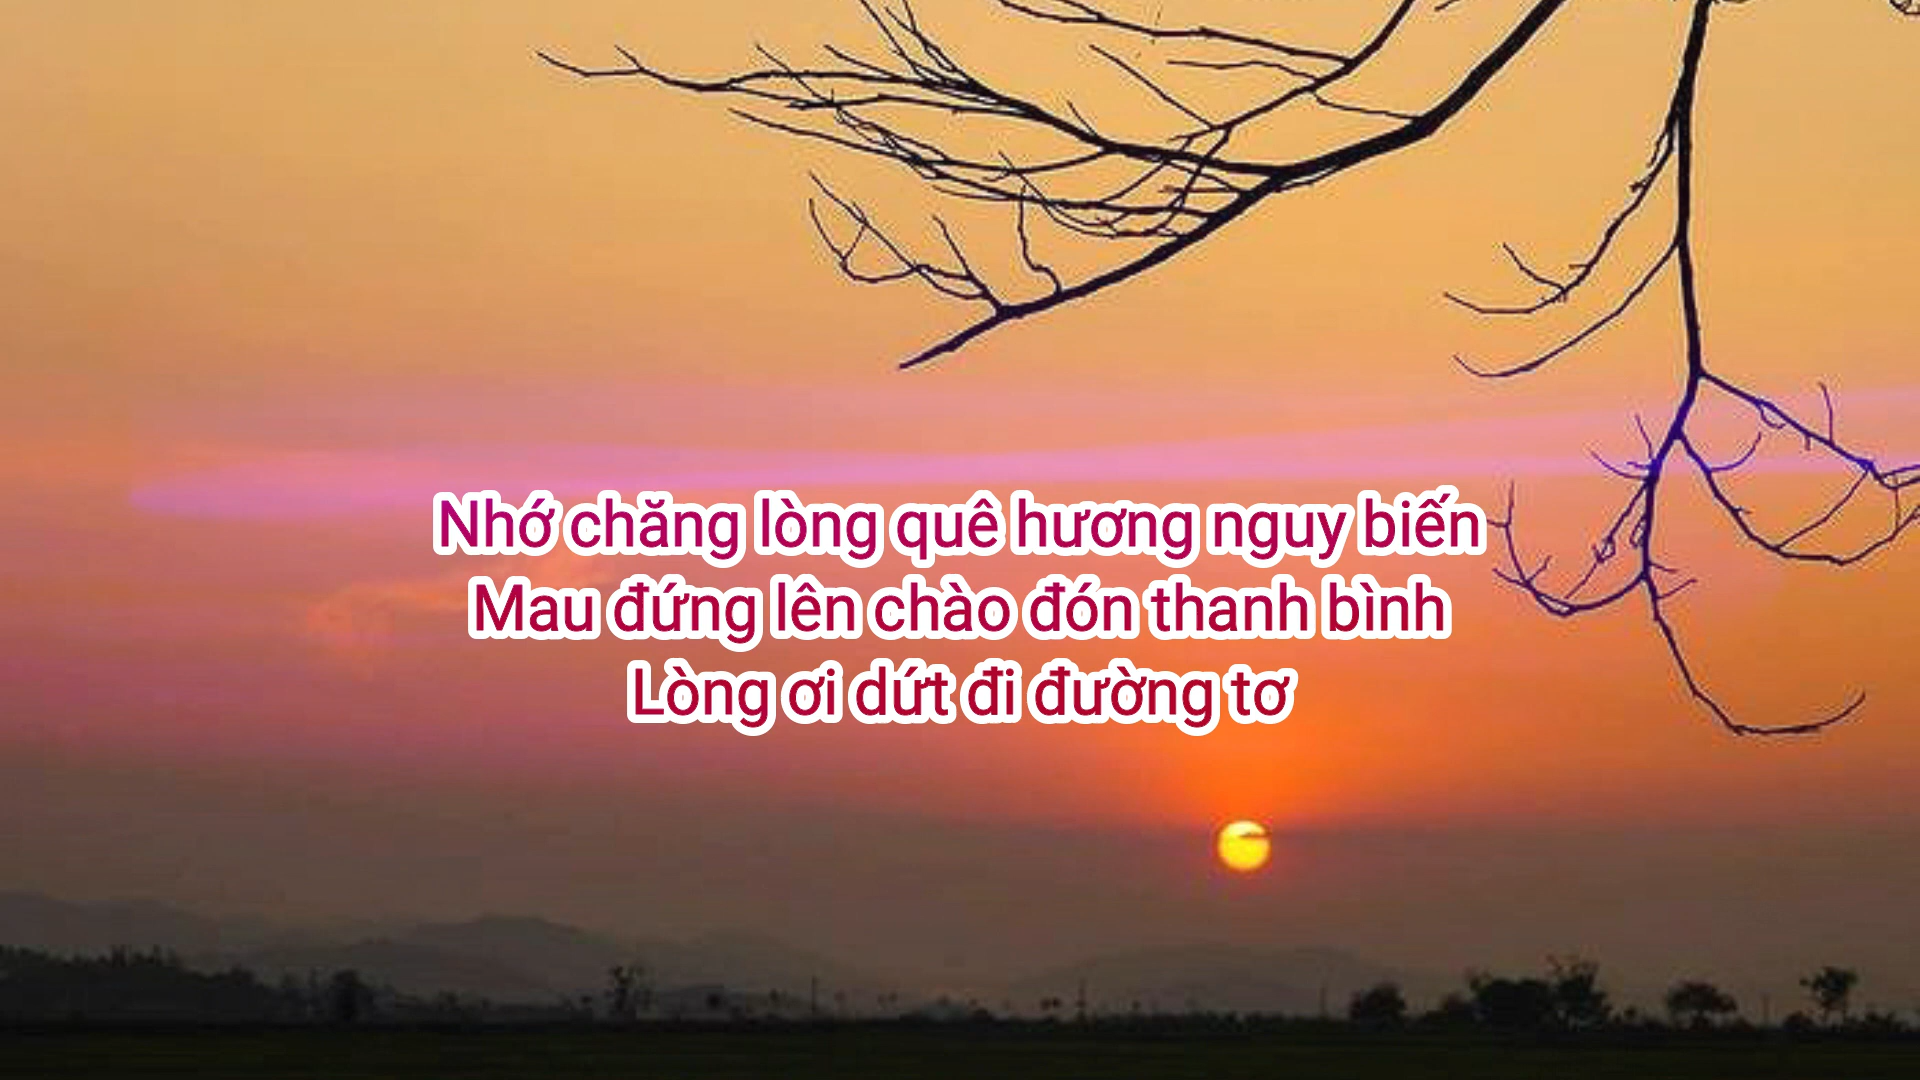 Nhớ chăng lòng quê hương nguy biến
Mau đứng lên chào đón thanh bình
Lòng ơi dứt đi đường tơ